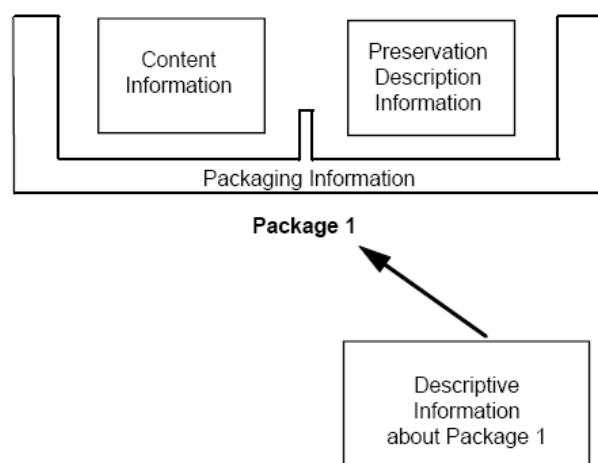 Content
Information
Preservation
Description
Information
Packaging Information
Package 1
Descriptive
Information
about Package 1